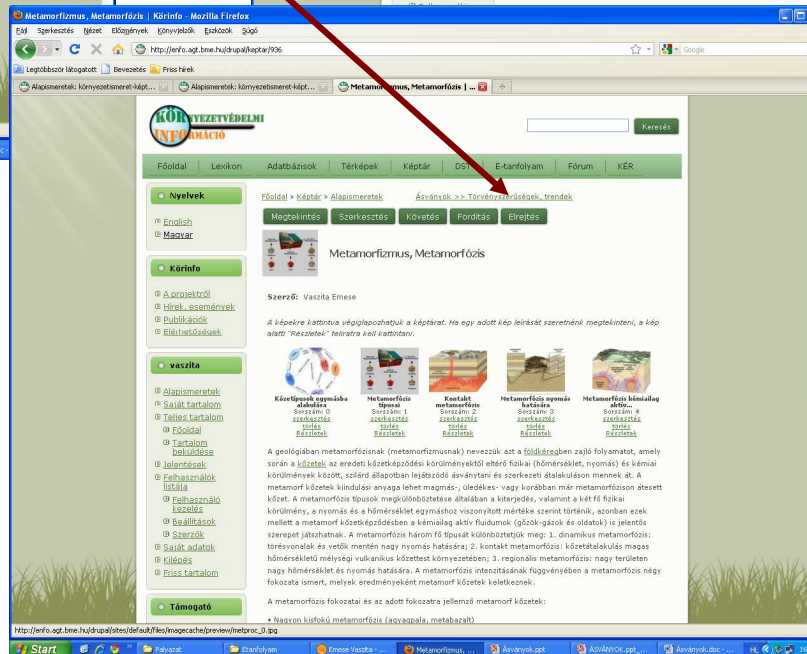 Metamorfizmus, Metamorfózis | Körinfo - Mozilla Firefox
Fájl Szerkesztés Nézet Előzmények Könyvjelzők Eszközök Súgó
http://enfo.agt.bme.hu/drupal/keptar/936
Google
Legtöbbször látogatott Bevezetés Friss hírek
Alapismeretek: környezetismeret-képt... Alapismeretek: környezetismeret-képt... Metamorfizmus, Metamorfózis | ...
KÖRNYEZETVÉDELMI
INFORMÁCIÓ
Keresés
Főoldal Lexikon Adatbázisok Térképek Képtár DST E-tanfolyam Fórum KÉR
Nyelvek
English
Magyar
Körinfo
A projektről
Hírek, események
Publikációk
Elérhetőségek
vaszita
Alapismeretek
Saját tartalom
Teljes tartalom
Főoldal
Tartalom
beküldése
Jelentések
Felhasználók
listája
Felhasználó
kezelés
Beállítások
Szerzők
Saját adatok
Kilépés
Friss tartalom
Támogató
Főoldal » Képtár » Alapismeretek Ásványok >> Törvényszerűségek, trendek
Megtekintés Szerkesztés Követés Fordítás Elrejtés
Metamorfizmus, Metamorfózis
Szerző: Vaszita Emese
A képekre kattintva végiglapozhatjuk a képtárat. Ha egy adott kép leírását szeretnénk megtekinteni, a kép
alatti "Részletek" feliratra kell kattintani.
Kőzettípusok egymásba
alakulása
Sorszám: 0
szerkesztés
törlés
Részletek
Metamorfózis
típusai
Sorszám: 1
szerkesztés
törlés
Részletek
Kontakt
metamorfózis
Sorszám: 2
szerkesztés
törlés
Részletek
Metamorfózis nyomás
hatására
Sorszám: 3
szerkesztés
törlés
Részletek
Metamorfózis kémiailag
aktív...
Sorszám: 4
szerkesztés
törlés
Részletek
A geológiában metamorfózisnak (metamorfizmusnak) nevezzük azt a földkéregben zajló folyamatot, amely
során a kőzetek az eredeti kőzetképződési körülményektől eltérő fizikai (hőmérséklet, nyomás) és kémiai
körülmények között, szilárd állapotban lejátszódó ásványtani és szerkezeti átalakuláson mennek át. A
metamorf kőzetek kiindulási anyaga lehet magmás-, üledékes- vagy korábban már metamorfózison átesett
kőzet. A metamorfózis típusok megkülönböztetése általában a kiterjedés, valamint a két fő fizikai
körülmény, a nyomás és a hőmérséklet egymáshoz viszonyított mértéke szerint történik, azonban ezek
mellett a metamorf kőzetképződésben a kémiailag aktív fluidumok (gőzök-gázok és oldatok) is jelentős
szerepet játszhatnak. A metamorfózis három fő típusát különböztetjük meg: 1. dinamikus metamorfózis:
törésvonalak és vetők mentén nagy nyomás hatására; 2. kontakt metamorfózis: kőzetátalakulás magas
hőmérsékletű mélységi vulkanikus kőzettest környezetében; 3. regionális metamorfózis: nagy területen
nagy hőmérséklet és nyomás hatására. A metamorfózis intenzitásának függvényében a metamorfózis négy
fokozata ismert, melyek eredményeként metamorf kőzetek keletkeznek.
A metamorfózis fokozatai és az adott fokozatra jellemző metamorf kőzetek:
• Nagyon kisfokú metamorfózis (agyagpala, metabazalt)
http://enfo.agt.bme.hu/drupal/sites/default/files/imagecache/preview/metproc_0.jpg
Start Palyazat Etanfolyam Emese Vaszita - ... Metamorfizmus, ... Ásványok.ppt ÁSVÁNYOK.ppt ... Ásványok.doc - ... HL